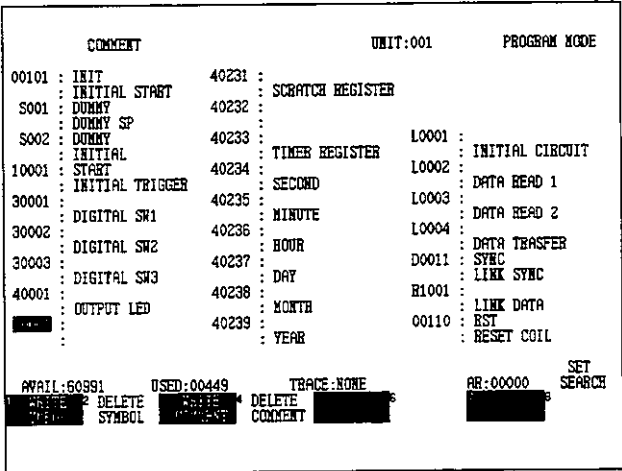 COMMENT UNIT:001 PROGRAM MODE
00101 : INIT 40231 :
: INITIAL START : SCRATCH REGISTER
S001 : DUMMY 40232 :
: DUMMY SP :
S002 : DUMMY 40233 : L0001 :
: INITIAL : TIMER REGISTER : INITIAL CIRCUIT
10001 : START 40234 : L0002 :
: INITIAL TRIGGER : SECOND : DATA READ 1
30001 : 40235 : L0003 :
: DIGITAL SW1 : MINUTE : DATA READ 2
30002 : 40236 : L0004 :
: DIGITAL SW2 : HOUR : DATA TRASFER
30003 : 40237 : D0011 : SYNC
: DIGITAL SW3 : DAY : LINK SYNC
40001 : 40238 : R1001 :
: OUTPUT LED : MONTH : LINK DATA
: 40239 : 00110 : RST
: : YEAR : RESET COIL
SET
AVAIL:60991 USED:00449 TRACE:NONE AR:00000 SEARCH
2 DELETE 4 DELETE 6 8
SYMBOL COMMENT